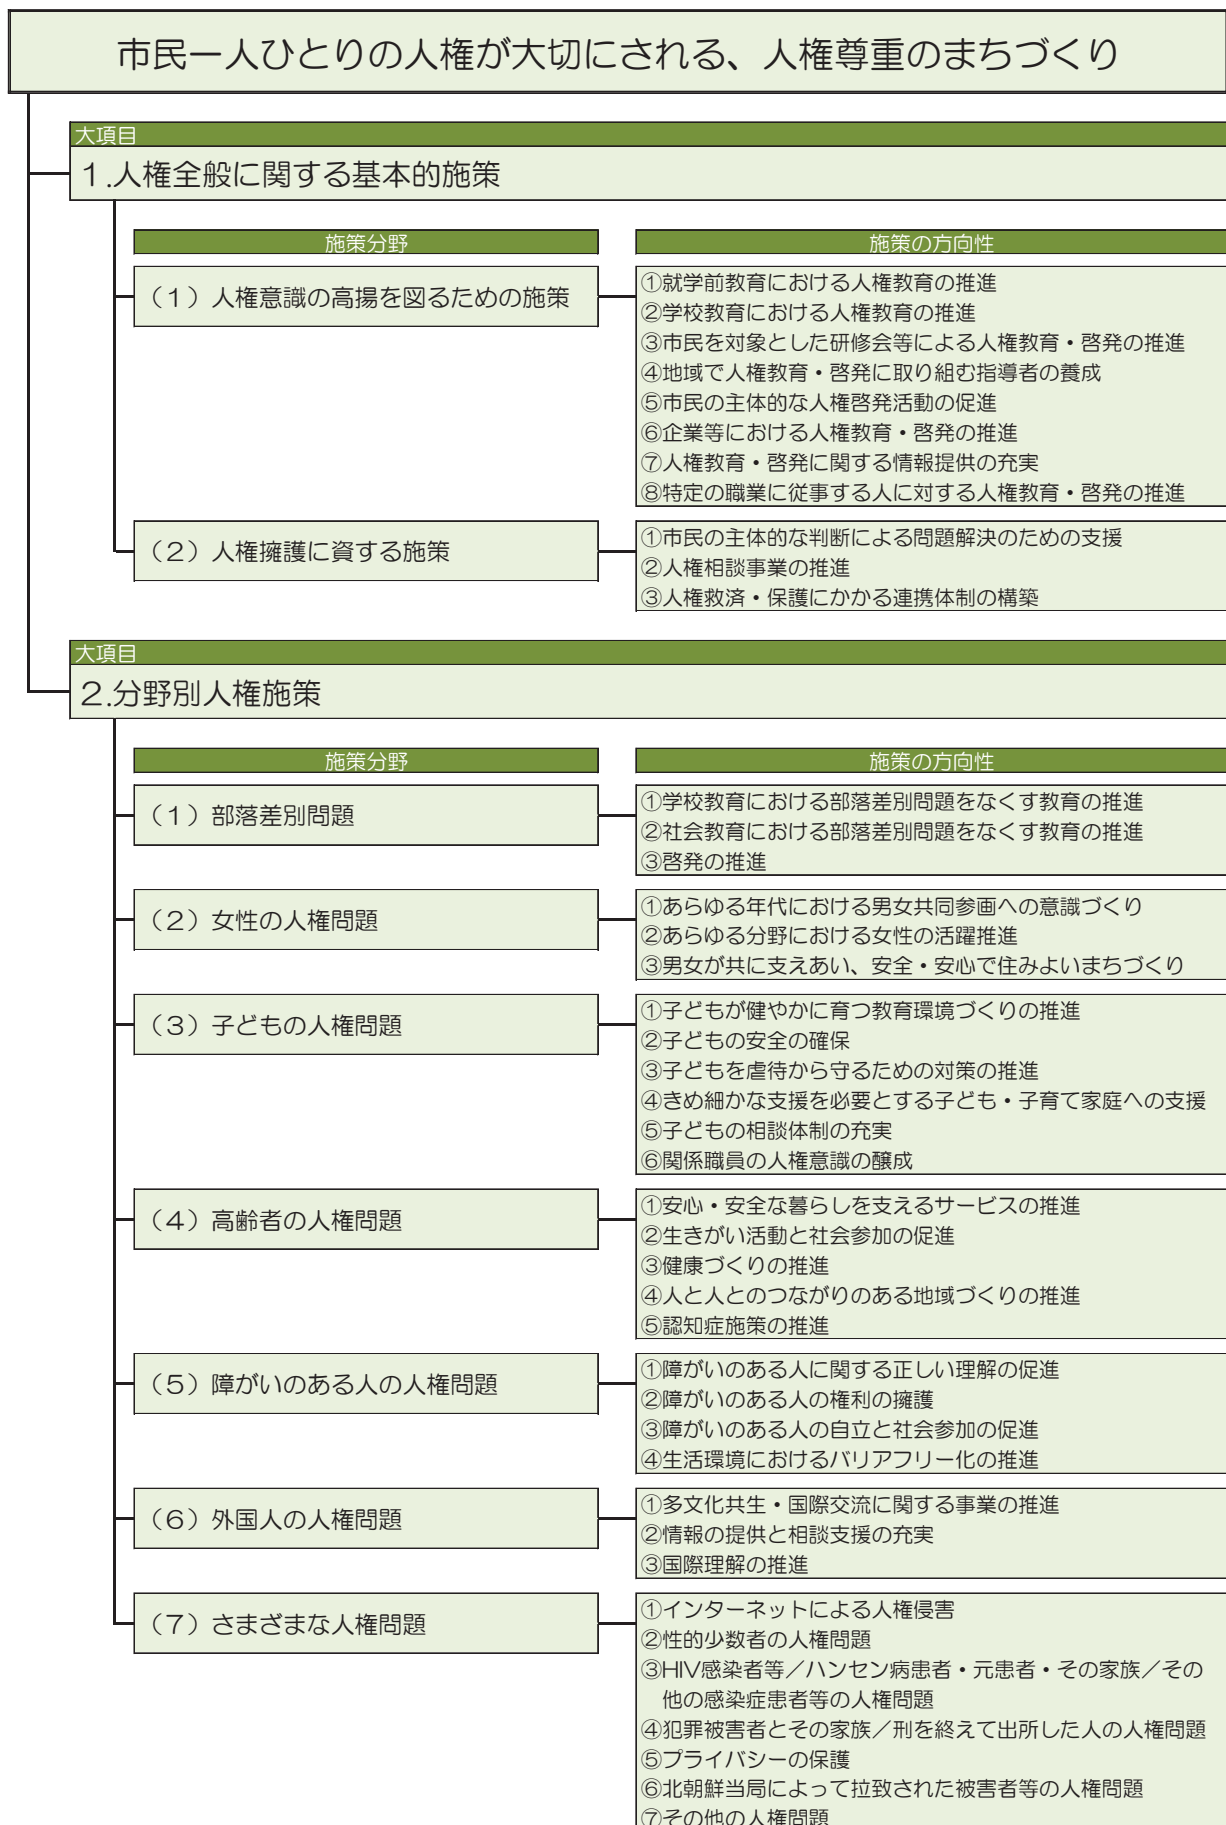 市民一人ひとりの人権が大切にされる、人権尊重のまちづくり
大項目
1.人権全般に関する基本的施策
施策分野
施策の方向性
（1）人権意識の高揚を図るための施策
①就学前教育における人権教育の推進
②学校教育における人権教育の推進
③市民を対象とした研修会等による人権教育・啓発の推進
④地域で人権教育・啓発に取り組む指導者の養成
⑤市民の主体的な人権啓発活動の促進
⑥企業等における人権教育・啓発の推進
⑦人権教育・啓発に関する情報提供の充実
⑧特定の職業に従事する人に対する人権教育・啓発の推進
（2）人権擁護に資する施策
①市民の主体的な判断による問題解決のための支援
②人権相談事業の推進
③人権救済・保護にかかる連携体制の構築
大項目
2.分野別人権施策
施策分野
施策の方向性
（1）部落差別問題
①学校教育における部落差別問題をなくす教育の推進
②社会教育における部落差別問題をなくす教育の推進
③啓発の推進
（2）女性の人権問題
①あらゆる年代における男女共同参画への意識づくり
②あらゆる分野における女性の活躍推進
③男女が共に支えあい、安全・安心で住みよいまちづくり
（3）子どもの人権問題
①子どもが健やかに育つ教育環境づくりの推進
②子どもの安全の確保
③子どもを虐待から守るための対策の推進
④きめ細かな支援を必要とする子ども・子育て家庭への支援
⑤子どもの相談体制の充実
⑥関係職員の人権意識の醸成
（4）高齢者の人権問題
①安心・安全な暮らしを支えるサービスの推進
②生きがい活動と社会参加の促進
③健康づくりの推進
④人と人とのつながりのある地域づくりの推進
⑤認知症施策の推進
（5）障がいのある人の人権問題
①障がいのある人に関する正しい理解の促進
②障がいのある人の権利の擁護
③障がいのある人の自立と社会参加の促進
④生活環境におけるバリアフリー化の推進
（6）外国人の人権問題
①多文化共生・国際交流に関する事業の推進
②情報の提供と相談支援の充実
③国際理解の推進
（7）さまざまな人権問題
①インターネットによる人権侵害
②性的少数者の人権問題
③HIV感染者等／ハンセン病患者・元患者・その家族／その
他の感染症患者等の人権問題
④犯罪被害者とその家族／刑を終えて出所した人の人権問題
⑤プライバシーの保護
⑥北朝鮮当局によって拉致された被害者等の人権問題
⑦その他の人権問題